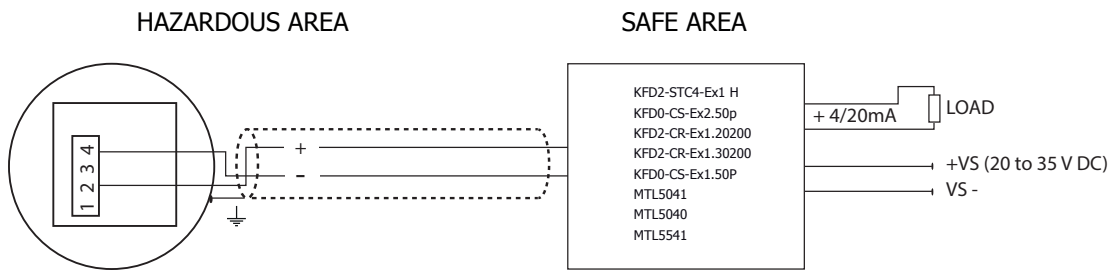 HAZARDOUS AREA
SAFE AREA
1 2 3 4
+
-
KFD2-STC4-Ex1 H
KFD0-CS-Ex2.50p
KFD2-CR-Ex1.20200
KFD2-CR-Ex1.30200
KFD0-CS-Ex1.50P
MTL5041
MTL5040
MTL5541
+ 4/20mA
LOAD
+VS (20 to 35 V DC)
VS -